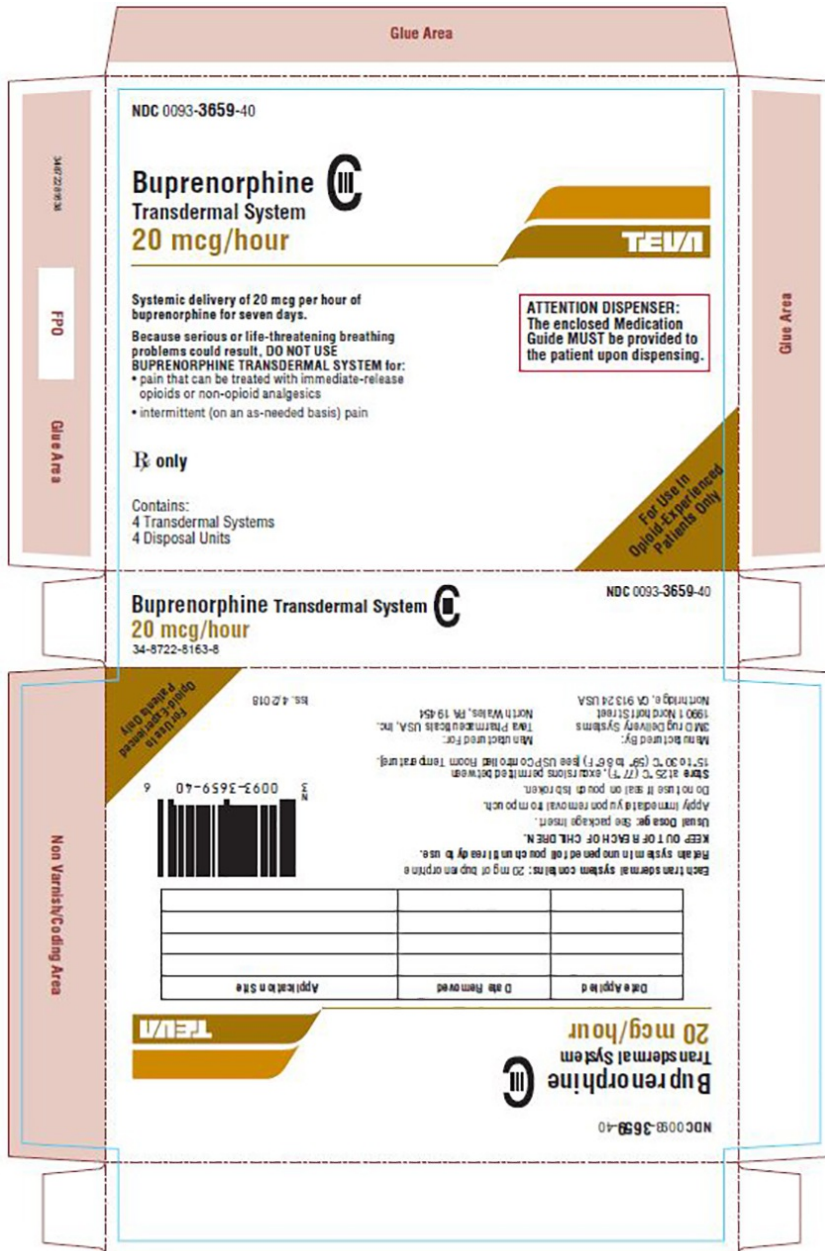 Glue Area
NDC 0093-3659-40
Buprenorphine CIII
Transdermal System
20 mcg/hour
TEVA
Systemic delivery of 20 mcg per hour of
buprenorphine for seven days.
Because serious or life-threatening breathing
problems could result, DO NOT USE
BUPRENORPHINE TRANSDERMAL SYSTEM for:
• pain that can be treated with immediate-release
opioids or non-opioid analgesics
• intermittent (on an as-needed basis) pain
ATTENTION DISPENSER:
The enclosed Medication
Guide MUST be provided to
the patient upon dispensing.
Rx only
Contains:
4 Transdermal Systems
4 Disposal Units
For Use In
Opioid-Experienced
Patients Only
FPO
Glue Area
Glue Area
Buprenorphine Transdermal System CIII
20 mcg/hour
34-8722-8163-8
NDC 0093-3659-40
Non Varnish/Coding Area
NDC 0093-3659-40
Buprenorphine CIII
Transdermal System
20 mcg/hour
TEVA
Date Applied Date Removed Application Site
Each transdermal system contains: 20 mg of buprenorphine
Retain system in unopened foil pouch until ready to use.
KEEP OUT OF REACH OF CHILDREN.
Usual Dosage: See package insert.
Apply immediately upon removal from pouch.
Do not use if seal on pouch is broken.
Store at 25°C (77°F), excursions permitted between
15° to 30°C (59° to 86°F) [see USP Controlled Room Temperature].
N3 0093-3659-40 6
Manufactured By:
3M Drug Delivery Systems
19901 Nordhoff Street
Northridge, CA 91324 USA
Manufactured For:
Teva Pharmaceuticals USA, Inc.
North Wales, PA 19454
Iss. 4/2018
For Use In
Opioid-Experienced
Patients Only